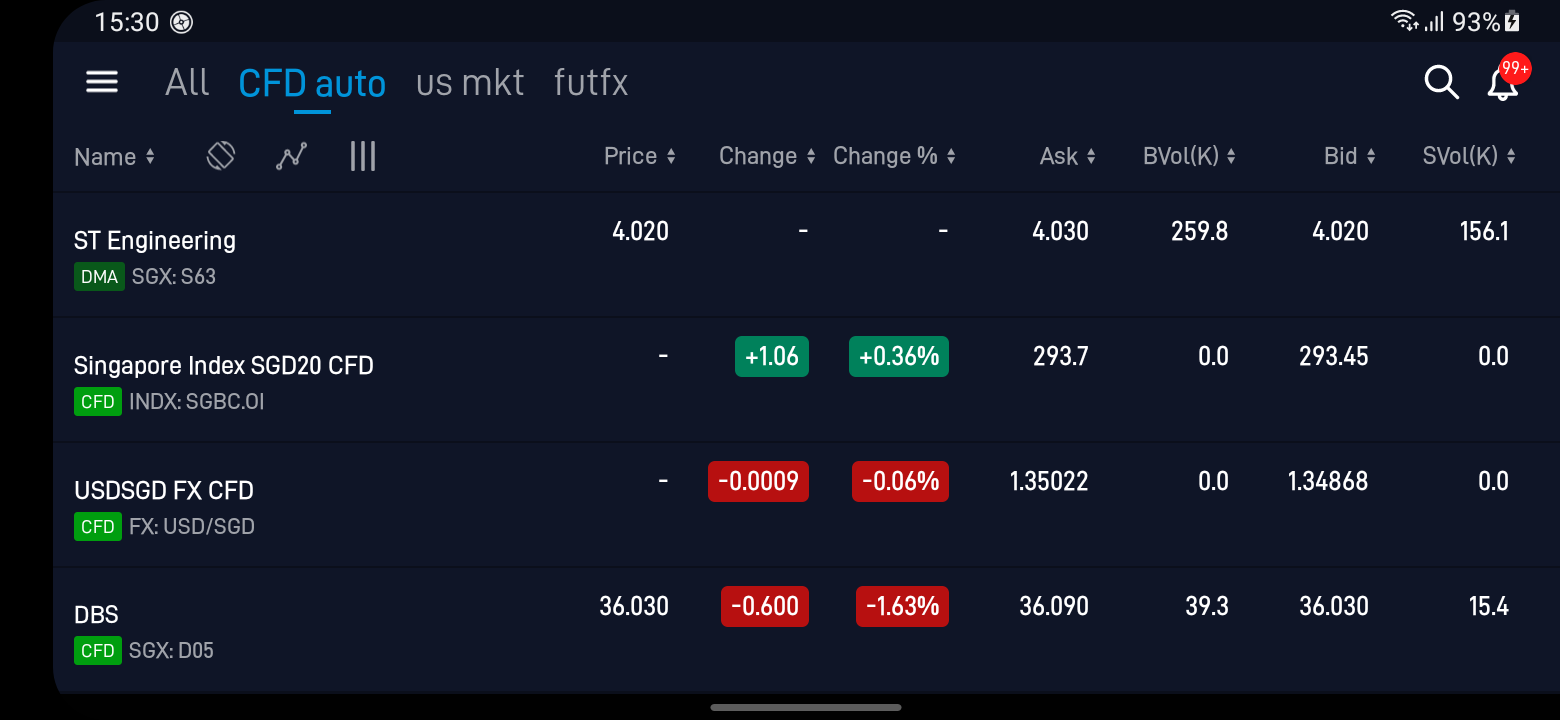 15:30 93%
All CFD auto us mkt futfx 99+
Name Price Change Change % Ask BVol(K) Bid SVol(K)
ST Engineering 4.020 - - 4.030 259.8 4.020 156.1
DMA SGX: S63
Singapore Index SGD20 CFD - +1.06 +0.36% 293.7 0.0 293.45 0.0
CFD INDX: SGBC.OI
USDSGD FX CFD - -0.0009 -0.06% 1.35022 0.0 1.34868 0.0
CFD FX: USD/SGD
DBS 36.030 -0.600 -1.63% 36.090 39.3 36.030 15.4
CFD SGX: D05